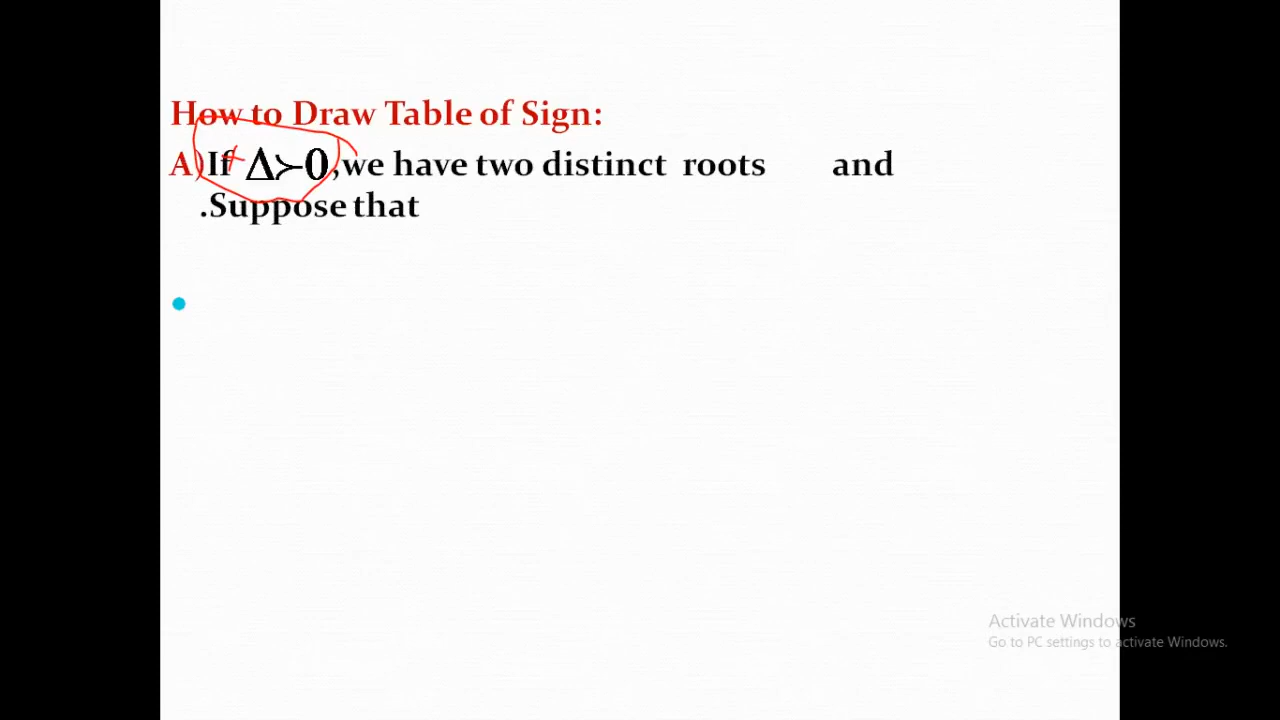 How to Draw Table of Sign:
A) If Δ≻0 ,we have two distinct roots and
.Suppose that
Activate Windows
Go to PC settings to activate Windows.